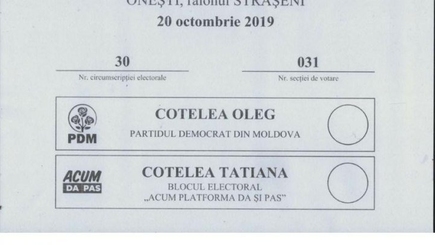 ONEȘTI, raionul STRĂȘENI
20 octombrie 2019
30 031
Nr. circumscripției electorale Nr. secției de votare
PDM
COTELEA OLEG
PARTIDUL DEMOCRAT DIN MOLDOVA
ACUM
DA PAS
COTELEA TATIANA
BLOCUL ELECTORAL
„ACUM PLATFORMA DA ȘI PAS”